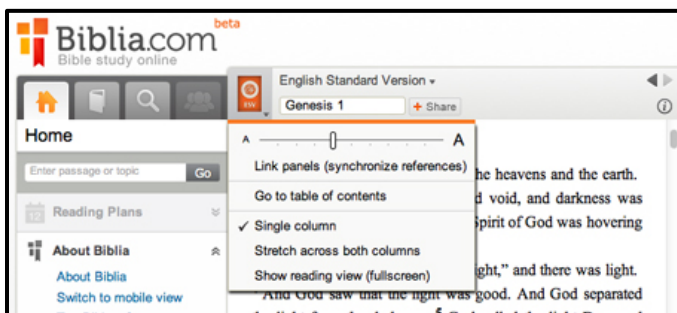 Biblia.com beta
Bible study online
English Standard Version
ESV
Genesis 1
+ Share
Home
Enter passage or topic
Go
12
Reading Plans
About Biblia
About Biblia
Switch to mobile view
A A
Link panels (synchronize references)
Go to table of contents
✓ Single column
Stretch across both columns
Show reading view (fullscreen)
he heavens and the earth.
d void, and darkness was
Spirit of God was hovering
ight,” and there was light.
And God saw that the light was good. And God separated